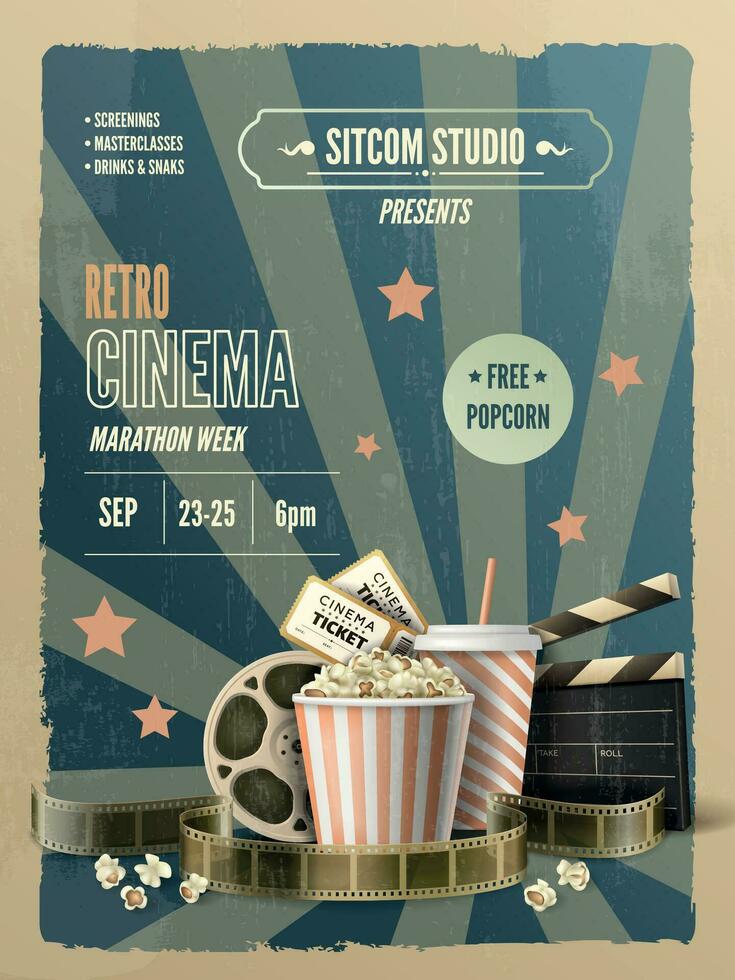 • SCREENINGS
• MASTERCLASSES
• DRINKS & SNAKS
SITCOM STUDIO
PRESENTS
RETRO
CINEMA
MARATHON WEEK
SEP 23-25 6pm
FREE
POPCORN
CINEMA
CINEMA
TICKET
TAKE ROLL